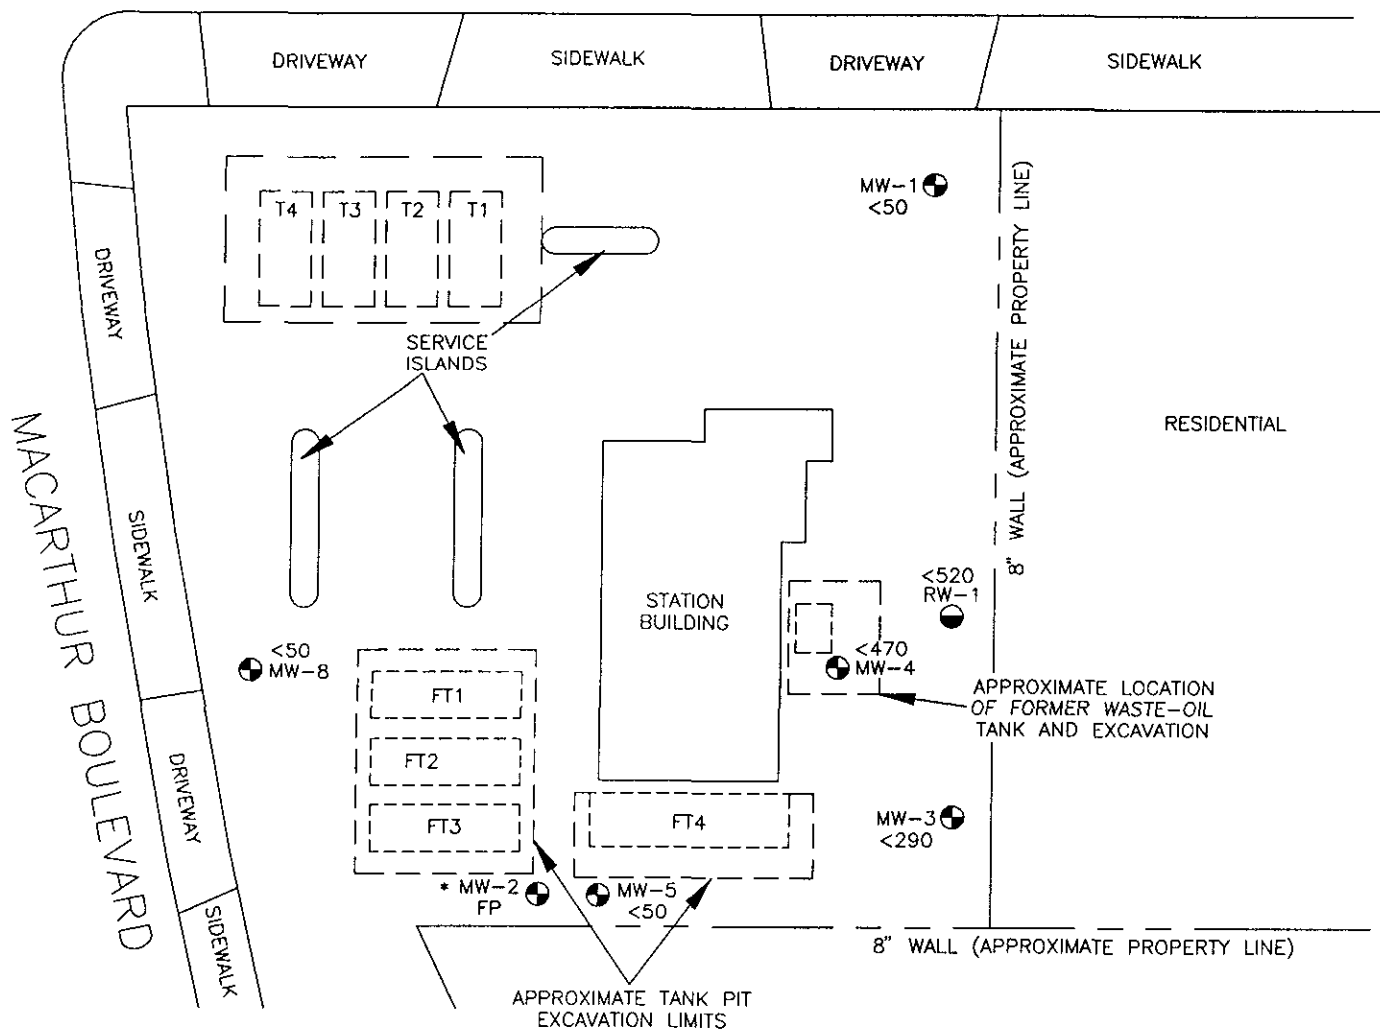 DRIVEWAY
SIDEWALK
DRIVEWAY
SIDEWALK
MW-1
<50
T4
T3
T2
T1
DRIVEWAY
SERVICE
ISLANDS
8" WALL (APPROXIMATE PROPERTY LINE)
RESIDENTIAL
MACARTHUR BOULEVARD
SIDEWALK
STATION
BUILDING
<520
RW-1
<50
MW-8
<470
MW-4
FT1
APPROXIMATE LOCATION
OF FORMER WASTE-OIL
TANK AND EXCAVATION
DRIVEWAY
FT2
FT3
FT4
MW-3
<290
* MW-2
FP
MW-5
<50
SIDEWALK
8" WALL (APPROXIMATE PROPERTY LINE)
APPROXIMATE TANK PIT
EXCAVATION LIMITS